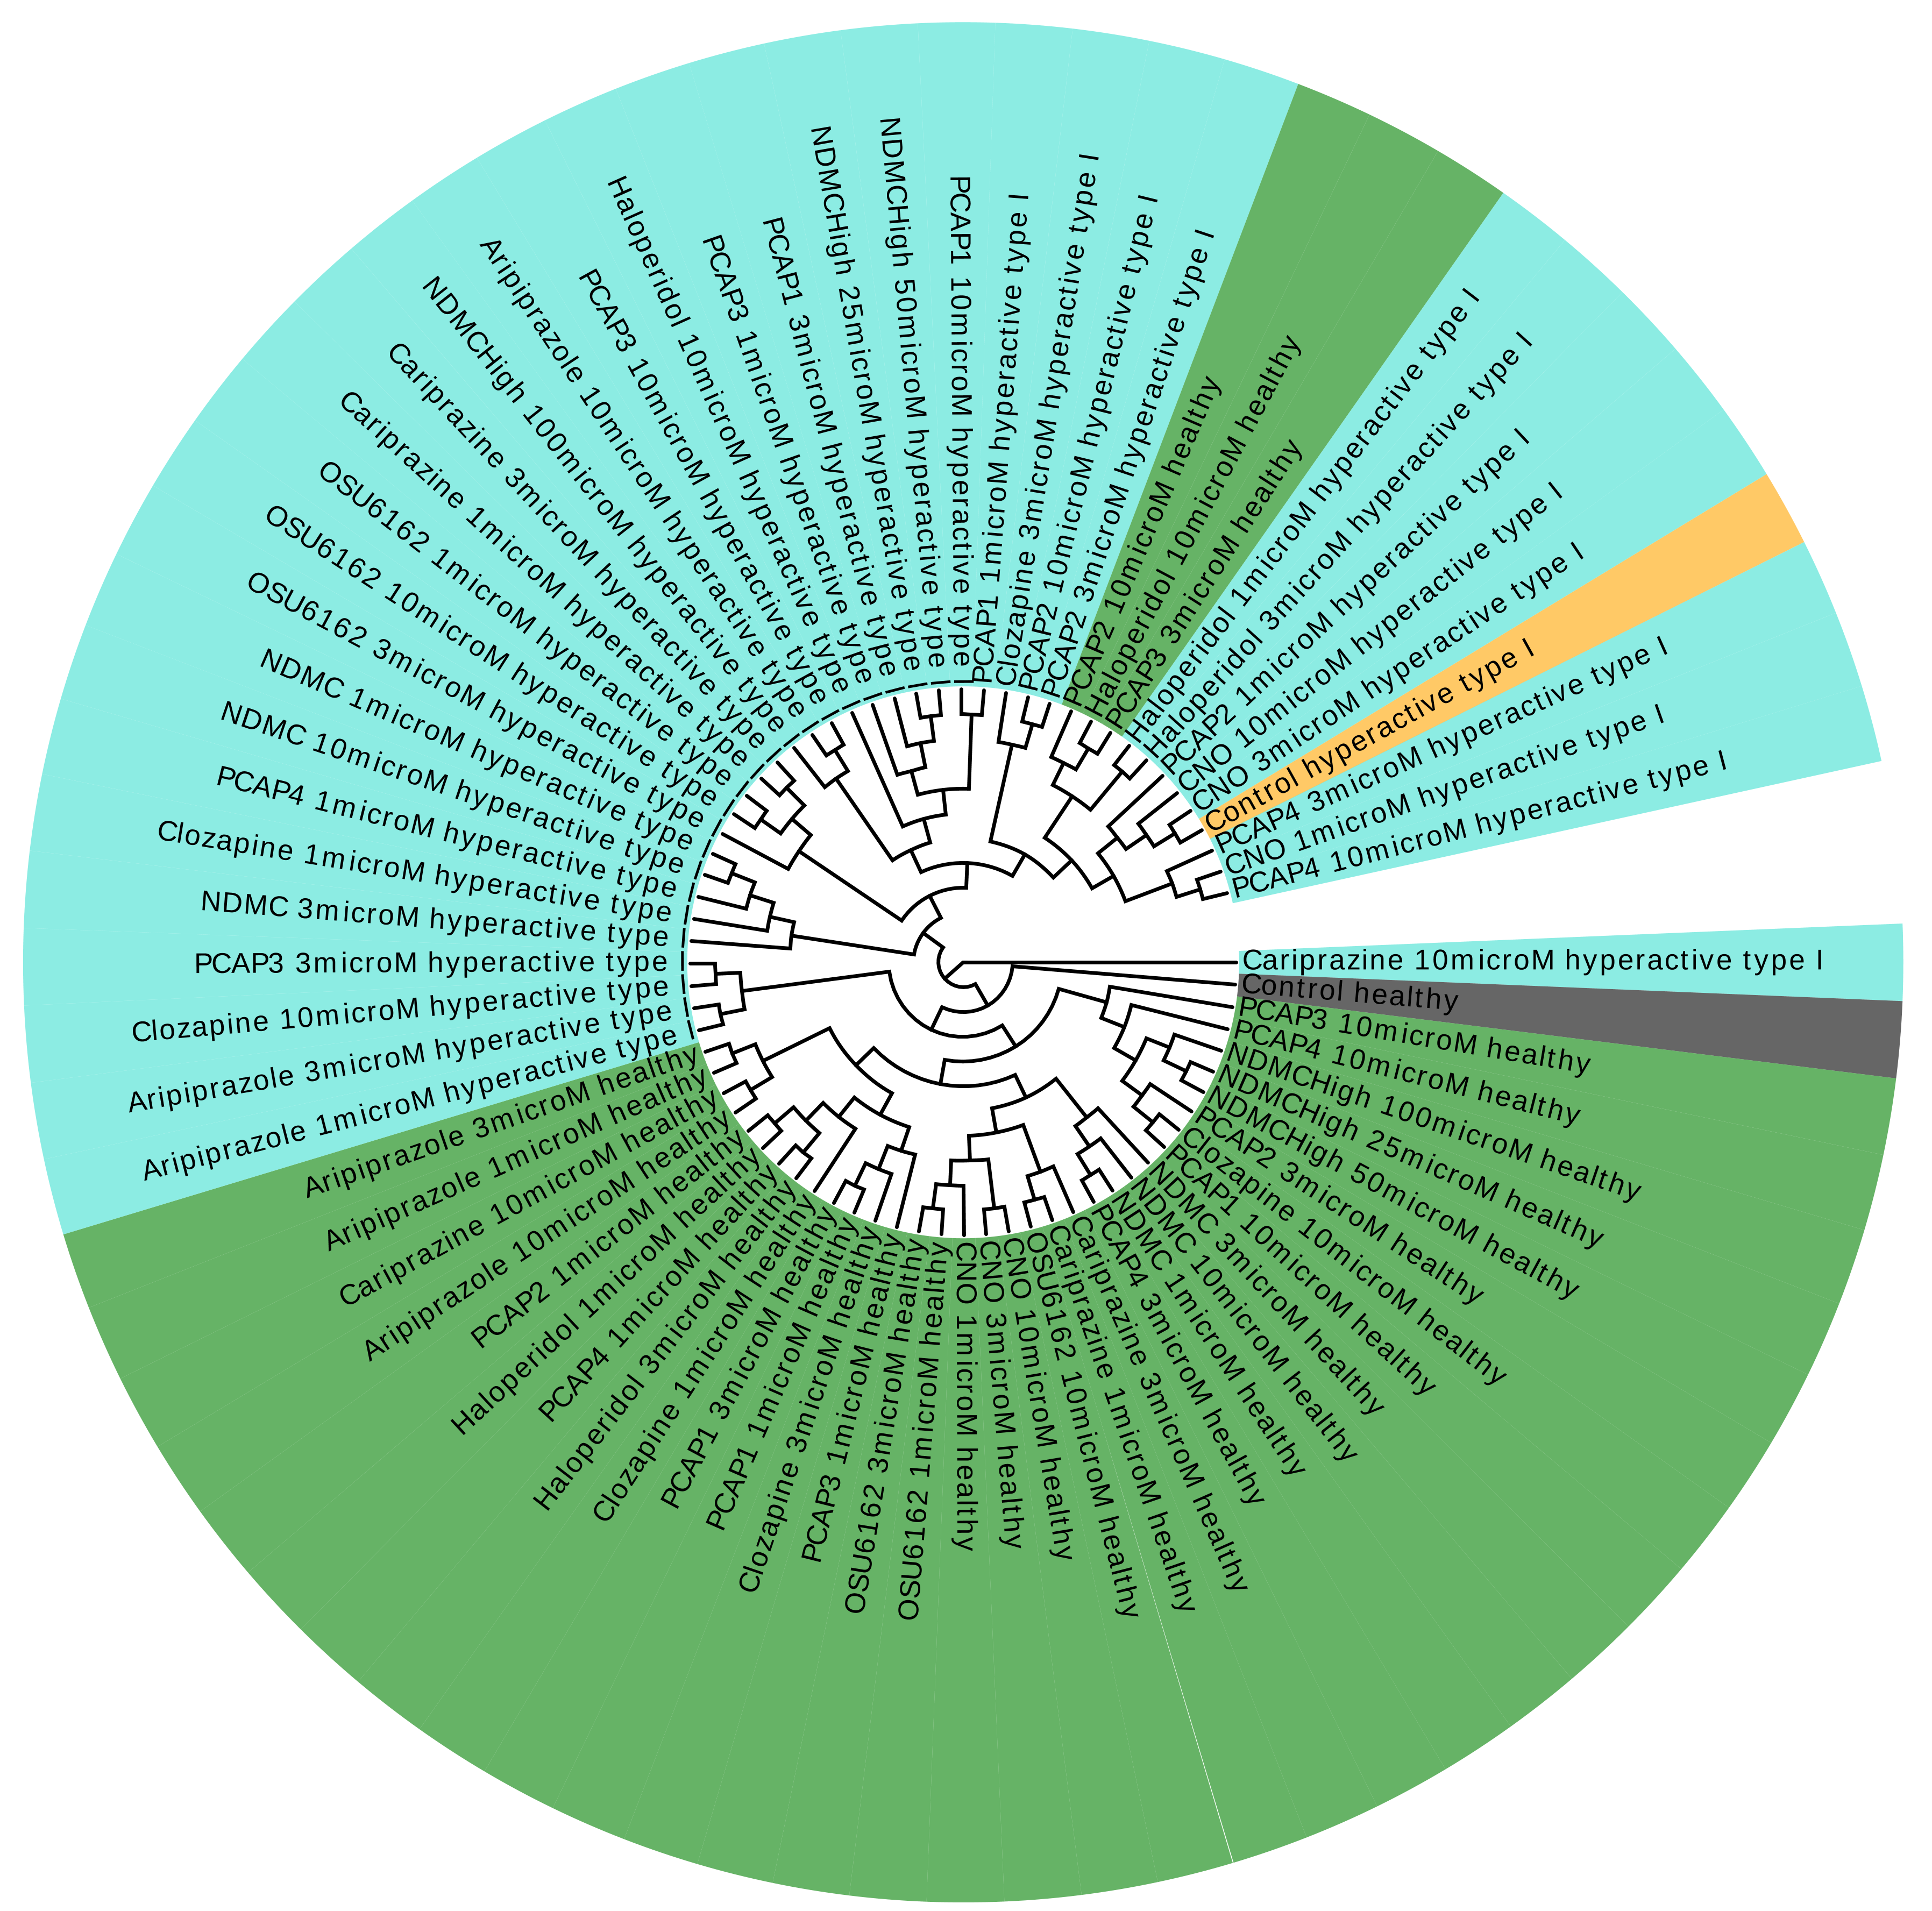 Cariprazine 10microM hyperactive type I
Control healthy
PCAP3 10microM healthy
PCAP4 10microM healthy
NDMCHigh 100microM healthy
NDMCHigh 25microM healthy
NDMCHigh 50microM healthy
PCAP2 3microM healthy
Clozapine 10microM healthy
PCAP1 10microM healthy
NDMC 3microM healthy
NDMC 10microM healthy
NDMC 1microM healthy
PCAP4 3microM healthy
Cariprazine 3microM healthy
Cariprazine 1microM healthy
OSU6162 10microM healthy
CNO 10microM healthy
CNO 3microM healthy
CNO 1microM healthy
OSU6162 1microM healthy
OSU6162 3microM healthy
PCAP3 1microM healthy
Clozapine 3microM healthy
PCAP1 1microM healthy
PCAP1 3microM healthy
Clozapine 1microM healthy
Haloperidol 3microM healthy
PCAP4 1microM healthy
Haloperidol 1microM healthy
PCAP2 1microM healthy
Aripiprazole 10microM healthy
Cariprazine 10microM healthy
Aripiprazole 1microM healthy
Aripiprazole 3microM healthy
Aripiprazole 1microM hyperactive type I
Aripiprazole 3microM hyperactive type I
Clozapine 10microM hyperactive type I
PCAP3 3microM hyperactive type I
NDMC 3microM hyperactive type I
Clozapine 1microM hyperactive type I
PCAP4 1microM hyperactive type I
NDMC 10microM hyperactive type I
NDMC 1microM hyperactive type I
OSU6162 3microM hyperactive type I
OSU6162 10microM hyperactive type I
OSU6162 1microM hyperactive type I
Cariprazine 1microM hyperactive type I
Cariprazine 3microM hyperactive type I
NDMCHigh 100microM hyperactive type I
Aripiprazole 10microM hyperactive type I
PCAP3 10microM hyperactive type I
Haloperidol 10microM hyperactive type I
PCAP3 1microM hyperactive type I
PCAP1 3microM hyperactive type I
NDMCHigh 25microM hyperactive type I
NDMCHigh 50microM hyperactive type I
PCAP1 10microM hyperactive type I
PCAP1 1microM hyperactive type I
Clozapine 3microM hyperactive type I
PCAP2 10microM hyperactive type I
PCAP2 3microM hyperactive type I
PCAP2 10microM healthy
Haloperidol 10microM healthy
PCAP3 3microM healthy
Haloperidol 1microM hyperactive type I
Haloperidol 3microM hyperactive type I
PCAP2 1microM hyperactive type I
CNO 10microM hyperactive type I
CNO 3microM hyperactive type I
Control hyperactive type I
PCAP4 3microM hyperactive type I
CNO 1microM hyperactive type I
PCAP4 10microM hyperactive type I